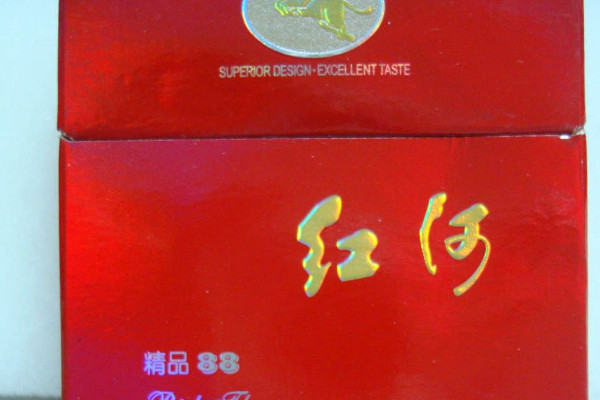 SUPERIOR DESIGN·EXCELLENT TASTE
红河
精品 88